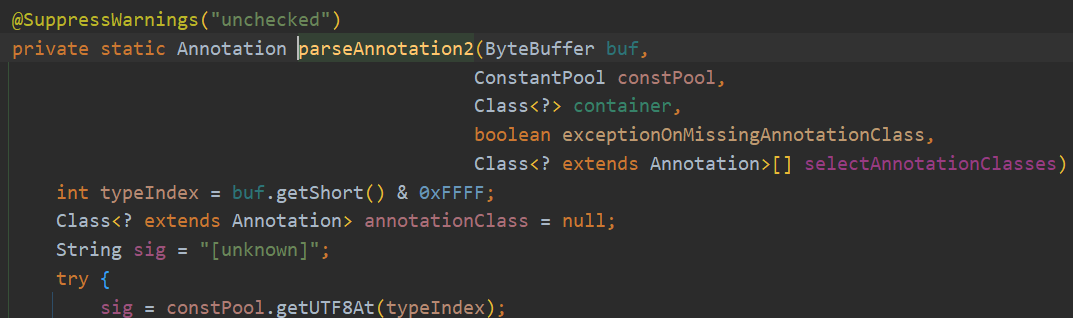 @SuppressWarnings("unchecked")
private static Annotation parseAnnotation2(ByteBuffer buf,
ConstantPool constPool,
Class<?> container,
boolean exceptionOnMissingAnnotationClass,
Class<? extends Annotation>[] selectAnnotationClasses)
int typeIndex = buf.getShort() & 0xFFFF;
Class<? extends Annotation> annotationClass = null;
String sig = "[unknown]";
try {
sig = constPool.getUTF8At(typeIndex);